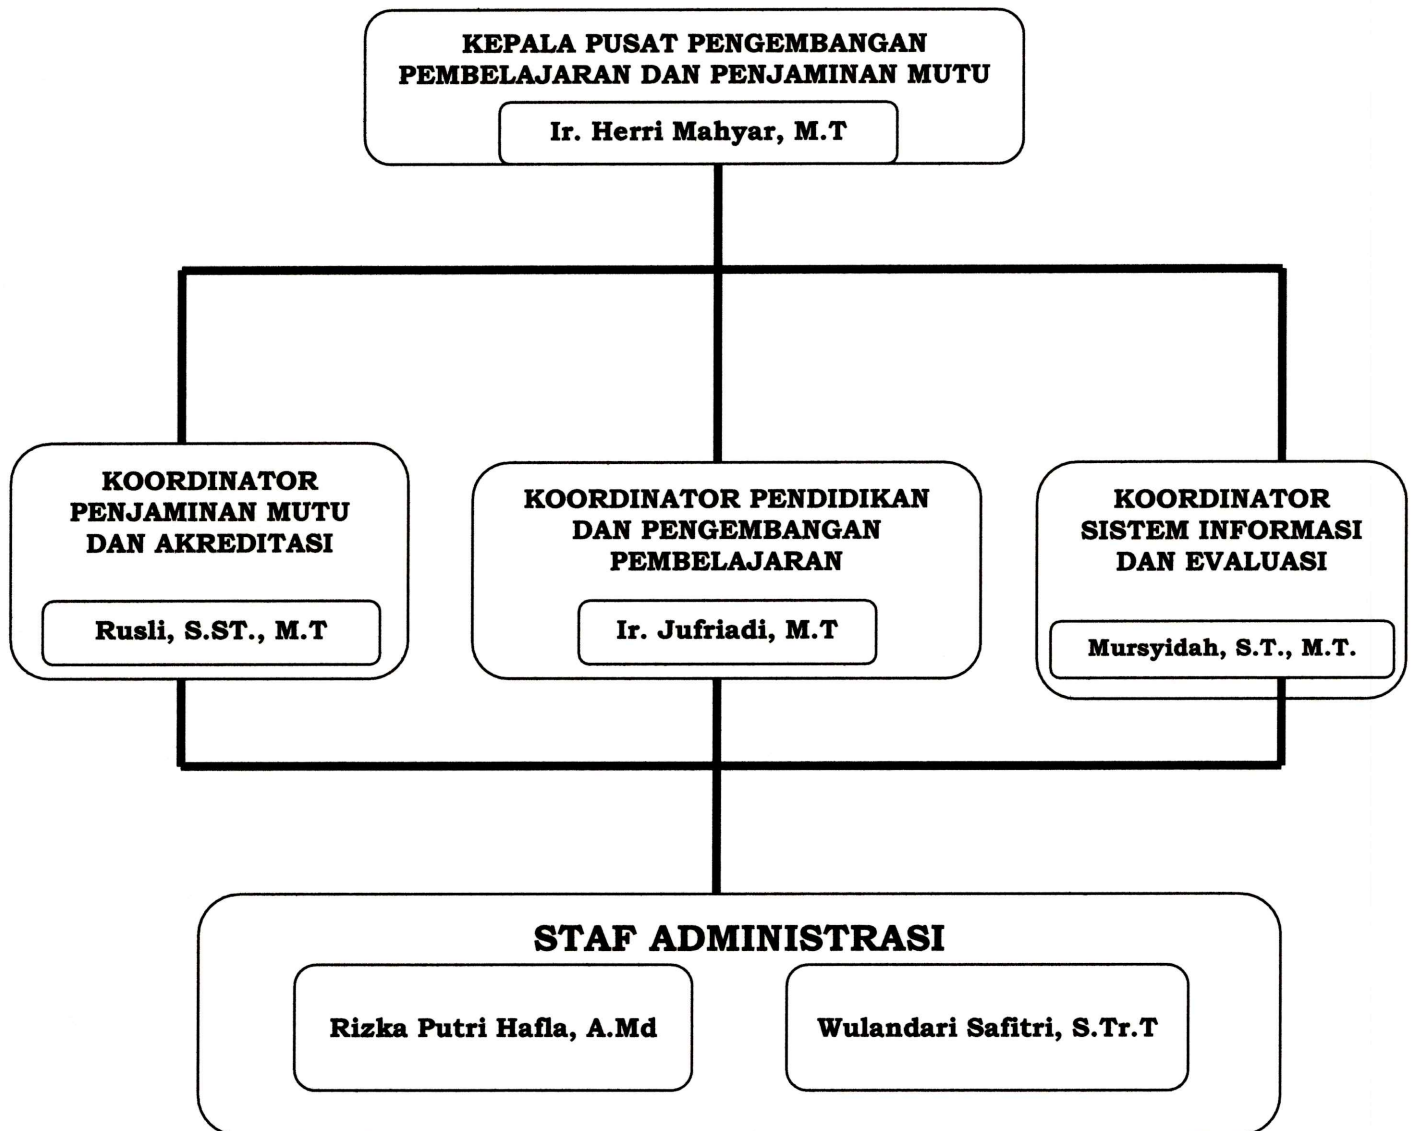 KEPALA PUSAT PENGEMBANGAN
PEMBELAJARAN DAN PENJAMINAN MUTU
Ir. Herri Mahyar, M.T
KOORDINATOR
PENJAMINAN MUTU
DAN AKREDITASI
Rusli, S.ST., M.T
KOORDINATOR PENDIDIKAN
DAN PENGEMBANGAN
PEMBELAJARAN
Ir. Jufriadi, M.T
KOORDINATOR
SISTEM INFORMASI
DAN EVALUASI
Mursyidah, S.T., M.T.
STAF ADMINISTRASI
Rizka Putri Hafla, A.Md
Wulandari Safitri, S.Tr.T